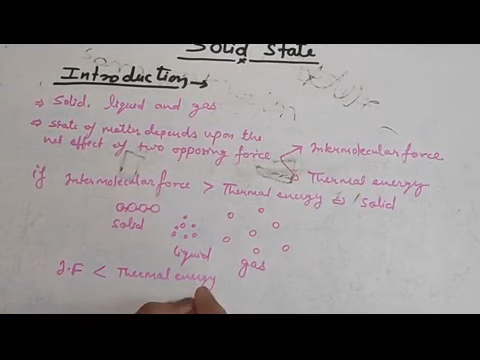 Solid State
Introduction →
⇒ Solid, liquid and gas
⇒ State of matter depends upon the
net effect of two opposing force
Intermolecular force
Thermal energy
if Intermolecular force > Thermal energy ⇒ Solid
Solid
liquid
gas
I.F < Thermal energy